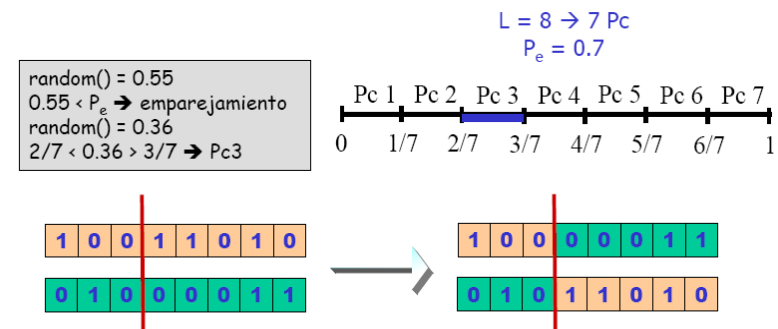 L = 8 → 7 Pc
Pe = 0.7
random() = 0.55
0.55 < Pe → emparejamiento
random() = 0.36
2/7 < 0.36 > 3/7 → Pc3
Pc 1 Pc 2 Pc 3 Pc 4 Pc 5 Pc 6 Pc 7
0 1/7 2/7 3/7 4/7 5/7 6/7 1
1 0 0 1 1 0 1 0
0 1 0 0 0 0 1 1
1 0 0 0 0 0 1 1
0 1 0 1 1 0 1 0